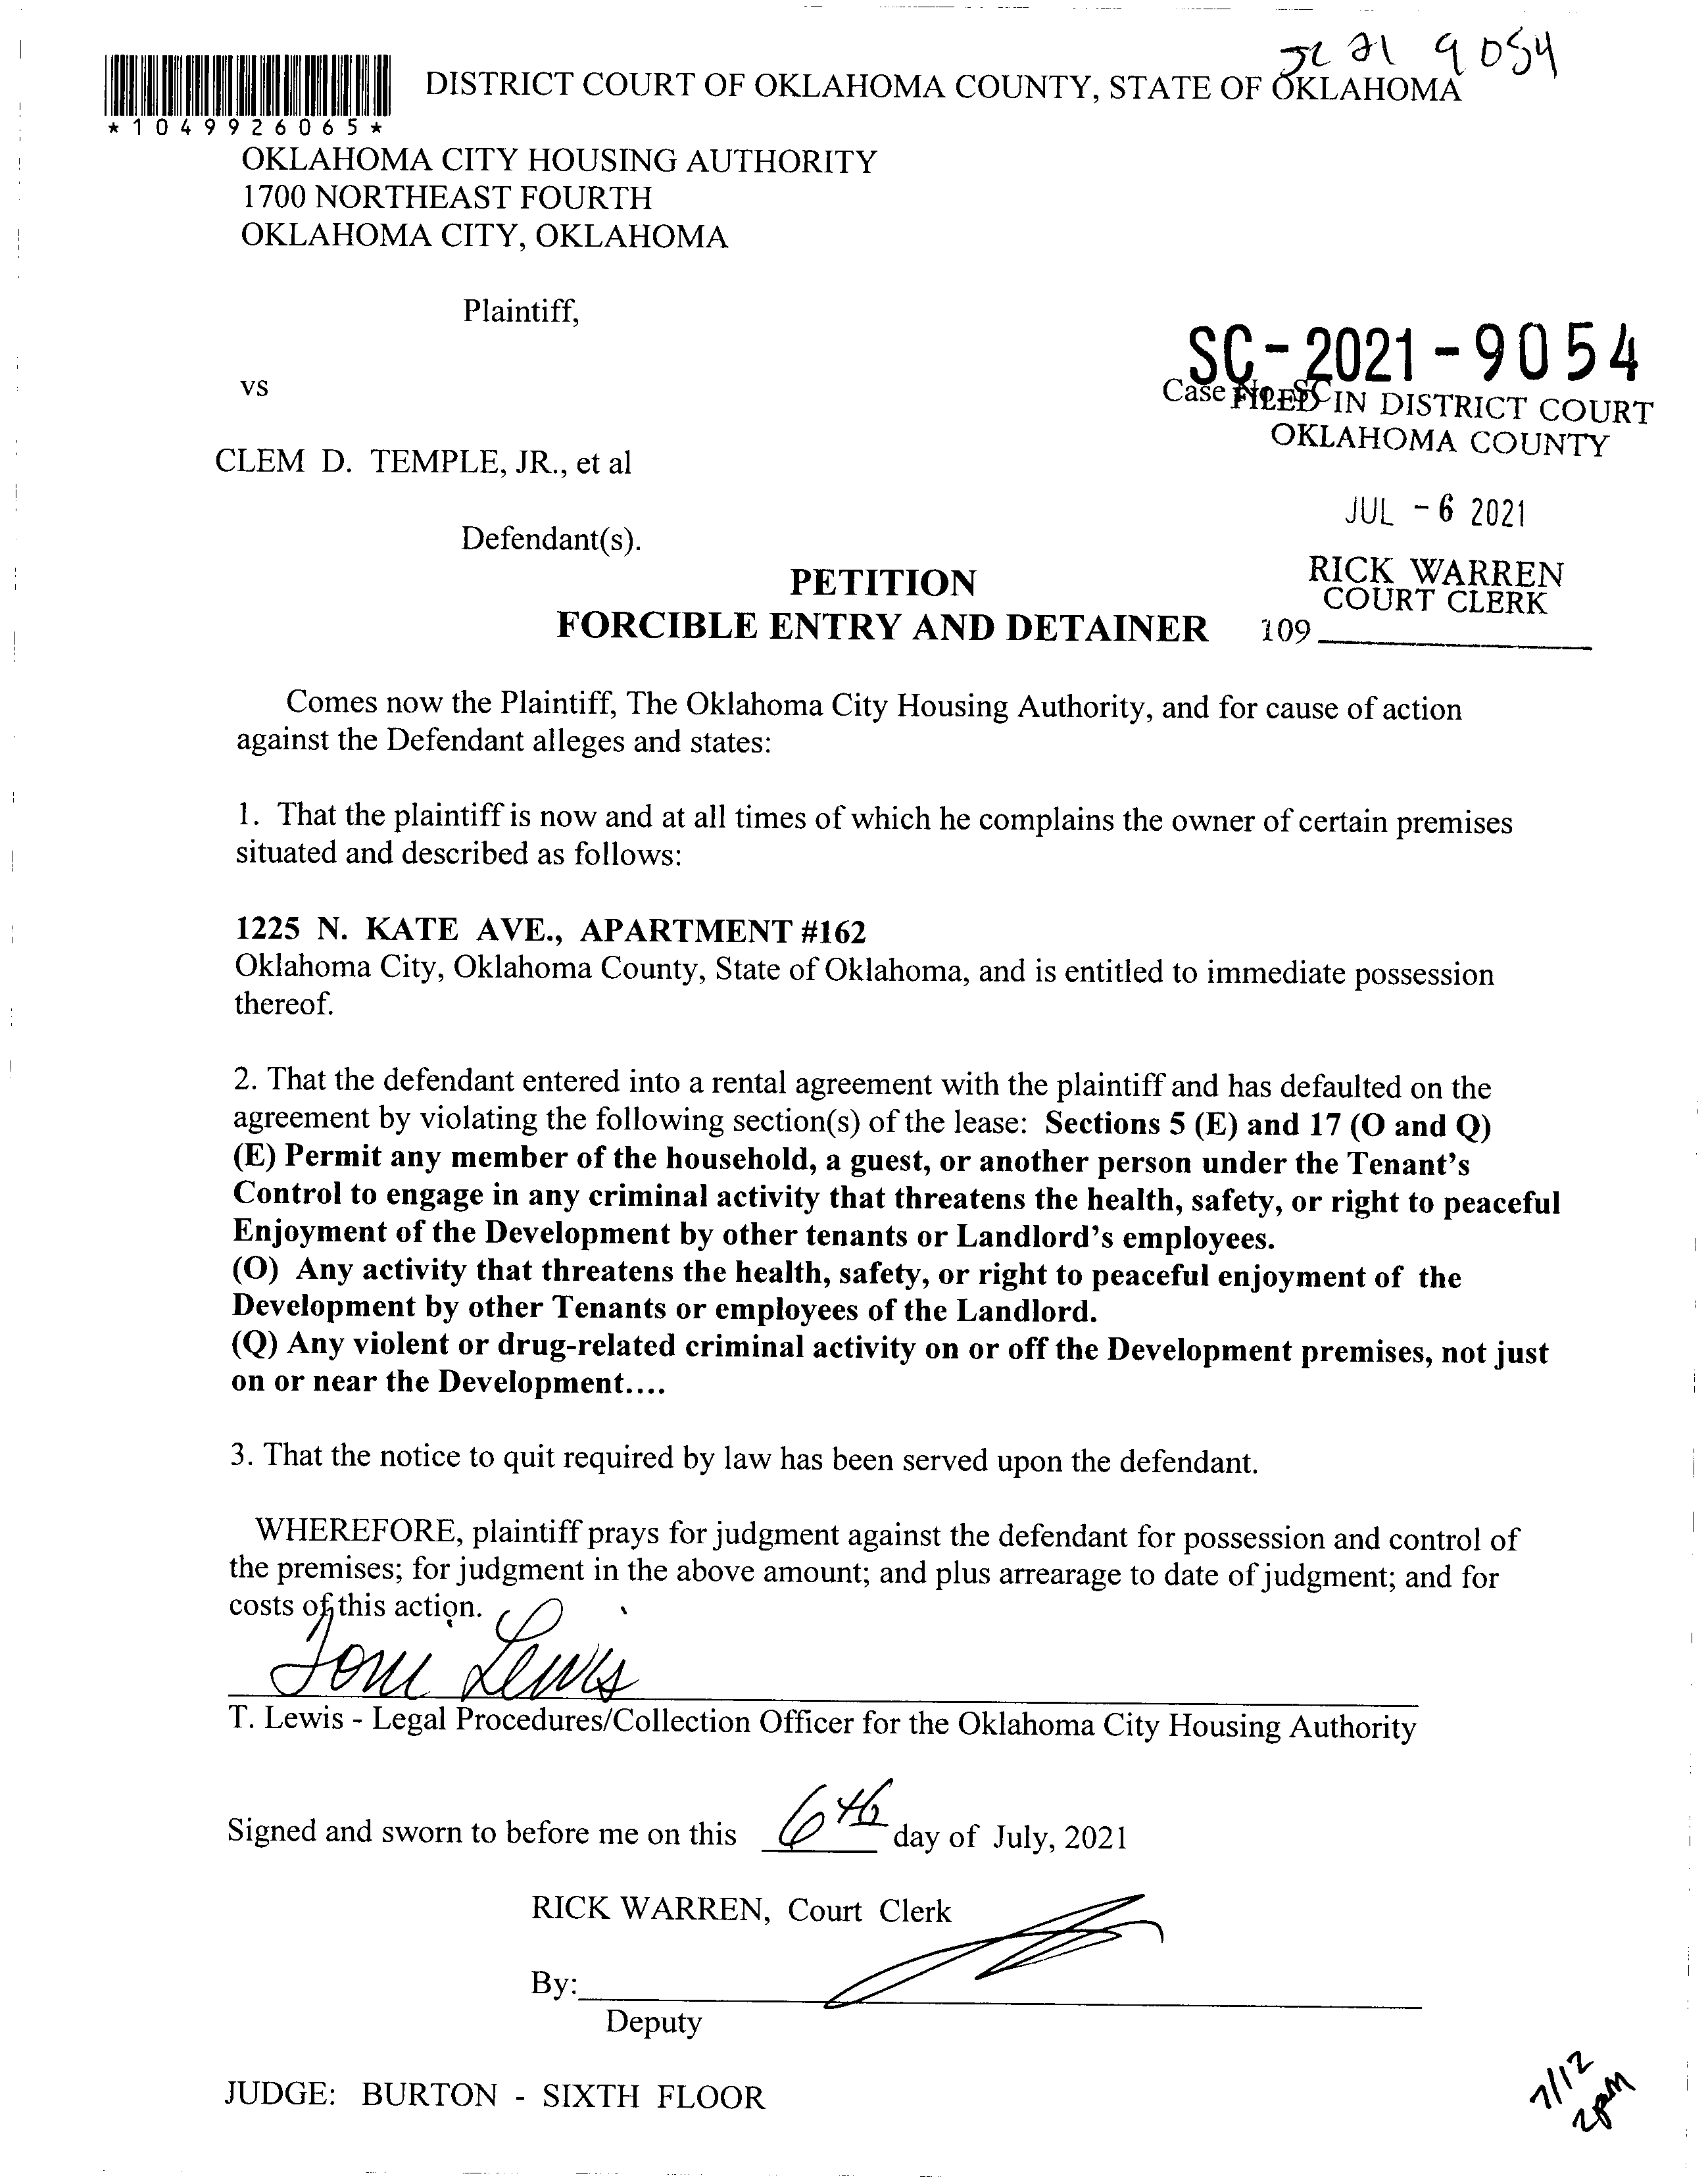 JC 21 9054
DISTRICT COURT OF OKLAHOMA COUNTY, STATE OF OKLAHOMA
*1049926065*
OKLAHOMA CITY HOUSING AUTHORITY
1700 NORTHEAST FOURTH
OKLAHOMA CITY, OKLAHOMA
Plaintiff,
SC-2021-9054
vs
Case No. SC
FILED IN DISTRICT COURT
OKLAHOMA COUNTY
CLEM D. TEMPLE, JR., et al
JUL -6 2021
Defendant(s).
RICK WARREN
COURT CLERK
109
PETITION
FORCIBLE ENTRY AND DETAINER
Comes now the Plaintiff, The Oklahoma City Housing Authority, and for cause of action
against the Defendant alleges and states:
1. That the plaintiff is now and at all times of which he complains the owner of certain premises
situated and described as follows:
1225 N. KATE AVE., APARTMENT #162
Oklahoma City, Oklahoma County, State of Oklahoma, and is entitled to immediate possession
thereof.
2. That the defendant entered into a rental agreement with the plaintiff and has defaulted on the
agreement by violating the following section(s) of the lease: Sections 5 (E) and 17 (O and Q)
(E) Permit any member of the household, a guest, or another person under the Tenant's
Control to engage in any criminal activity that threatens the health, safety, or right to peaceful
Enjoyment of the Development by other tenants or Landlord's employees.
(O) Any activity that threatens the health, safety, or right to peaceful enjoyment of the
Development by other Tenants or employees of the Landlord.
(Q) Any violent or drug-related criminal activity on or off the Development premises, not just
on or near the Development....
3. That the notice to quit required by law has been served upon the defendant.
WHEREFORE, plaintiff prays for judgment against the defendant for possession and control of
the premises; for judgment in the above amount; and plus arrearage to date of judgment; and for
costs of this action.
Toni Lewis
T. Lewis - Legal Procedures/Collection Officer for the Oklahoma City Housing Authority
Signed and sworn to before me on this 6th day of July, 2021
RICK WARREN, Court Clerk
By:
Deputy
JUDGE: BURTON - SIXTH FLOOR
7/12
2pm